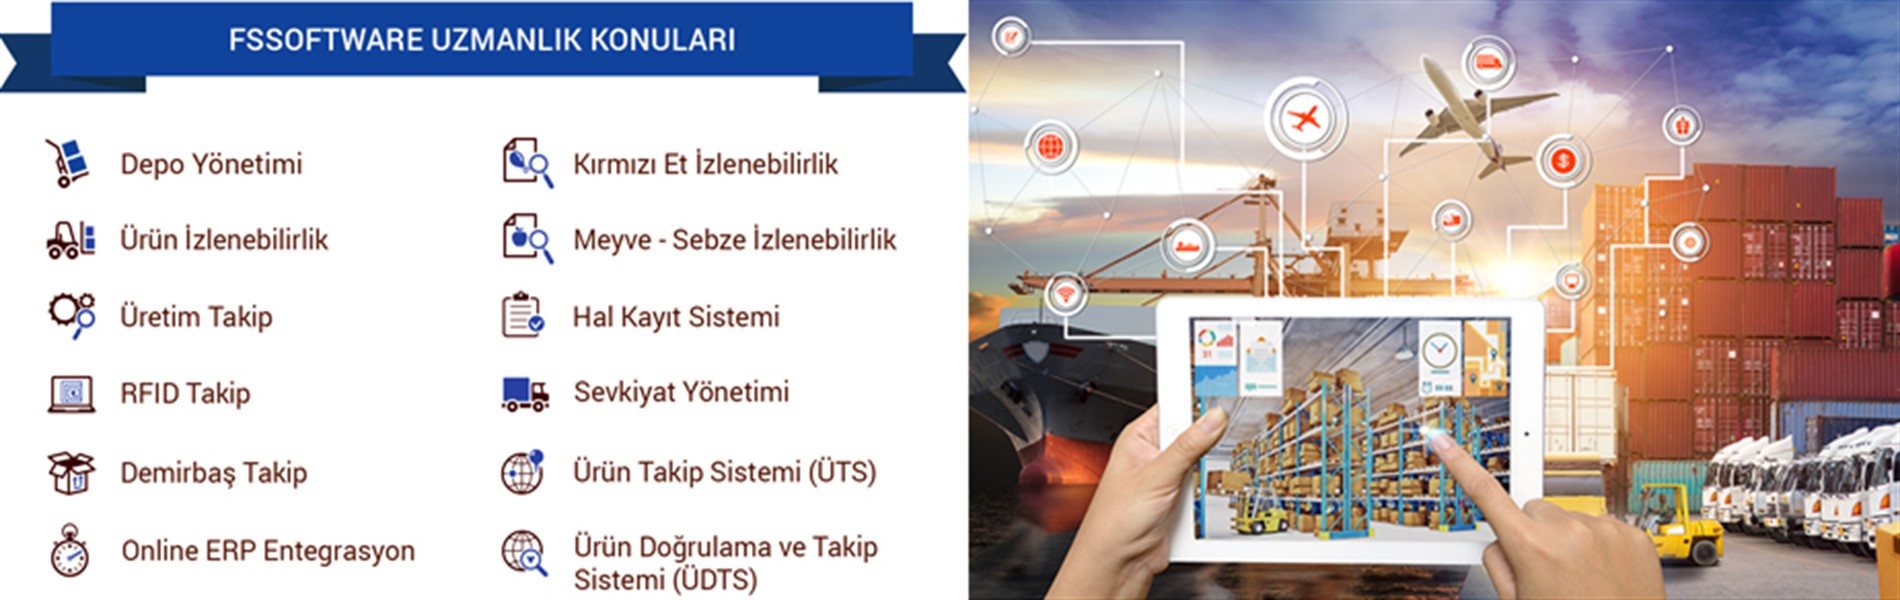 FSSOFTWARE UZMANLIK KONULARI
Depo Yönetimi
Ürün İzlenebilirlik
Üretim Takip
RFID Takip
Demirbaş Takip
Online ERP Entegrasyon
Kırmızı Et İzlenebilirlik
Meyve - Sebze İzlenebilirlik
Hal Kayıt Sistemi
Sevkiyat Yönetimi
Ürün Takip Sistemi (ÜTS)
Ürün Doğrulama ve Takip
Sistemi (ÜDTS)
$
31